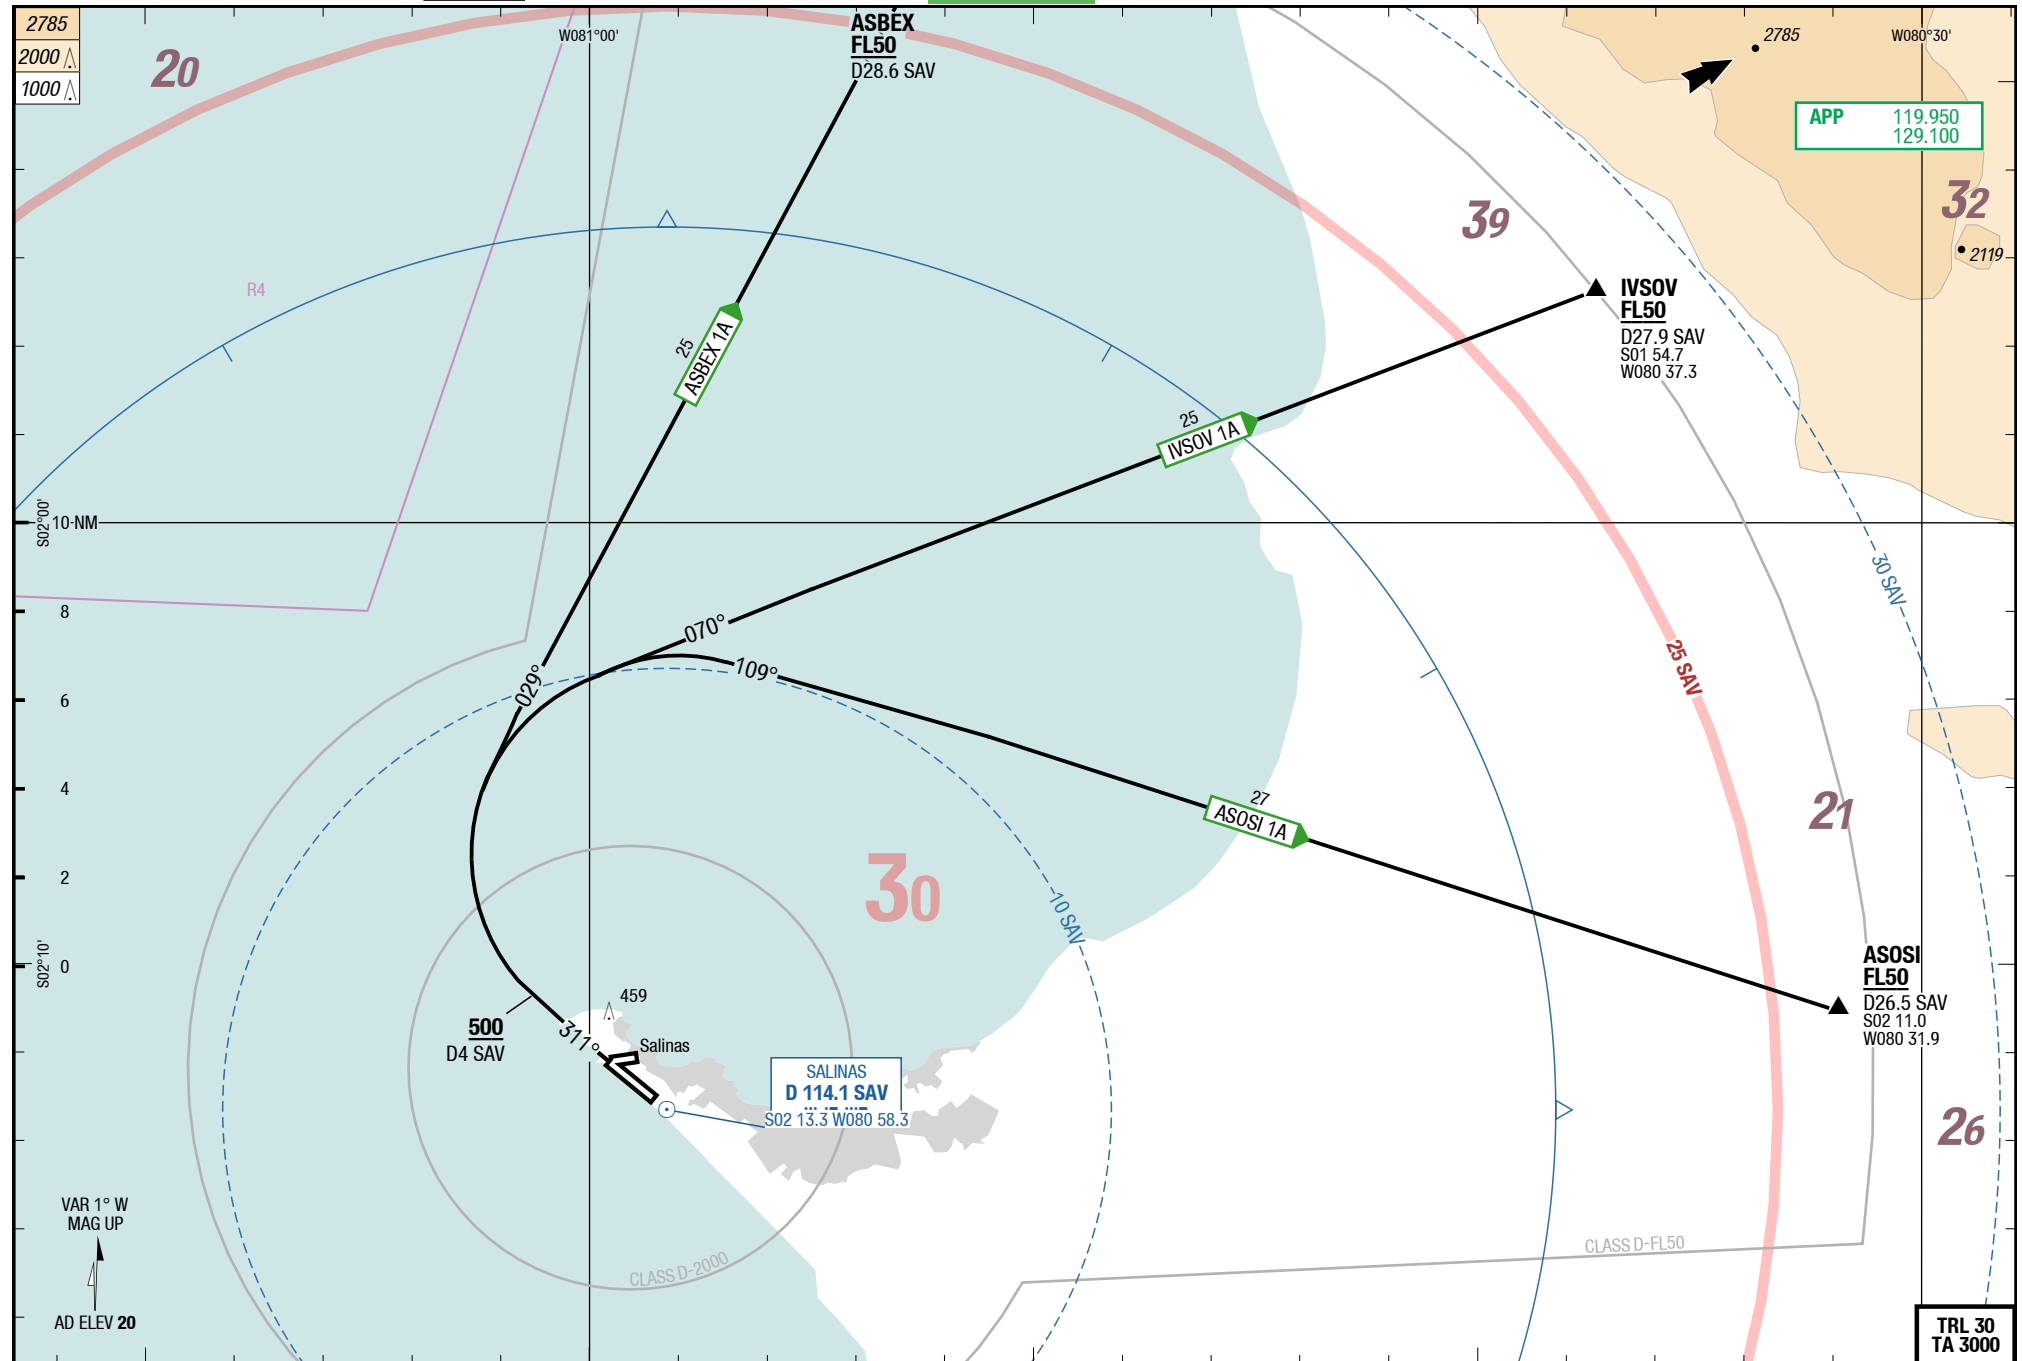 2785
2000
1000
20
W081°00'
ASBEX
FL50
D28.6 SAV
2785
W080°30'
APP 119.950
129.100
39
32
2119
R4
IVSOV
FL50
D27.9 SAV
S01 54.7
W080 37.3
25
ASBEX 1A
25
IVSOV 1A
S02°00'
10-NM
30 SAV
8
070°
109°
029°
25 SAV
6
4
27
ASOSI 1A
21
2
30
10 SAV
S02°10'
0
ASOSI
FL50
D26.5 SAV
S02 11.0
W080 31.9
459
500
D4 SAV
311°
Salinas
SALINAS
D 114.1 SAV
S02 13.3 W080 58.3
26
VAR 1° W
MAG UP
CLASS D-2000
CLASS D-FL50
AD ELEV 20
TRL 30
TA 3000